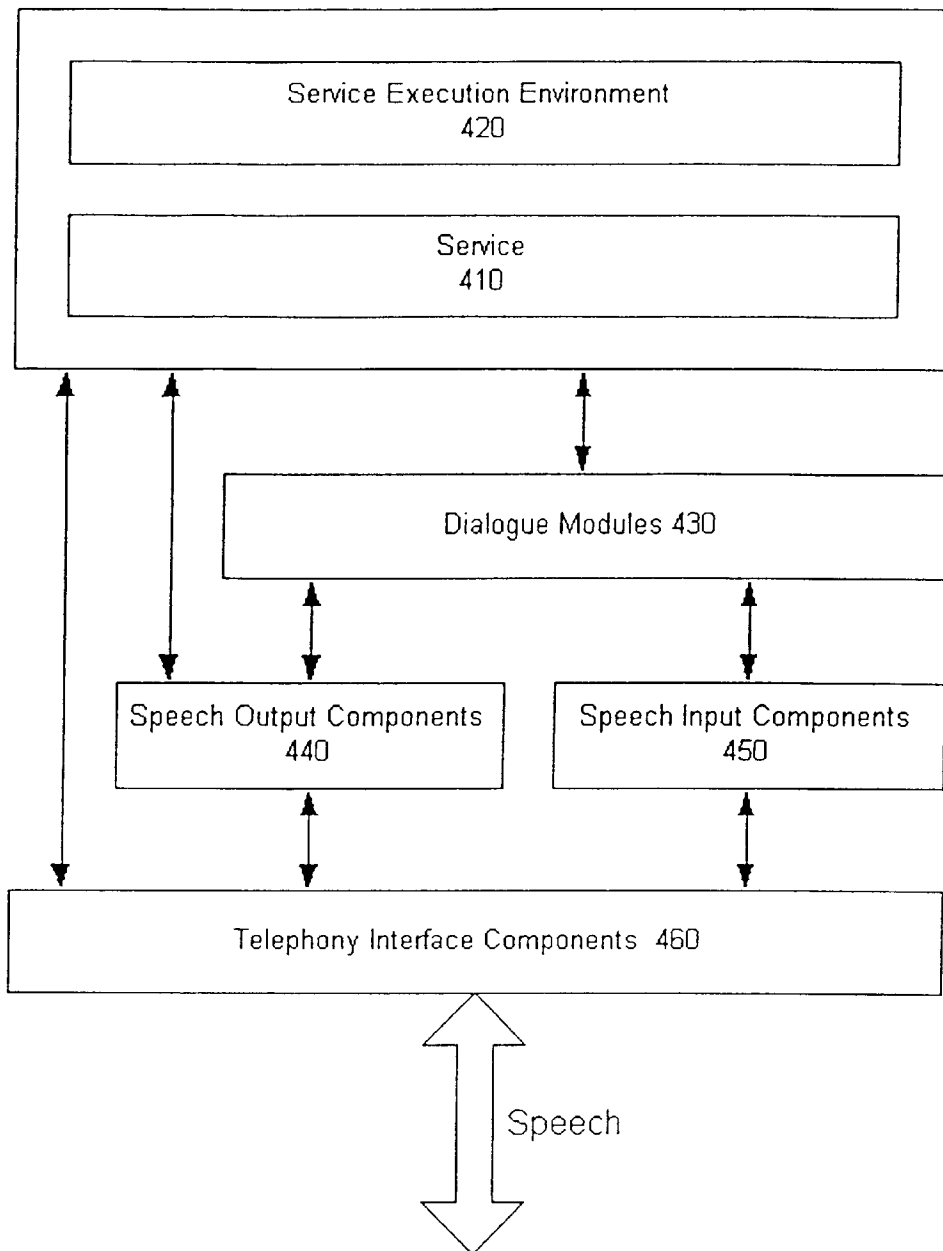 Service Execution Environment
420
Service
410
Dialogue Modules 430
Speech Output Components
440
Speech Input Components
450
Telephony Interface Components 460
Speech